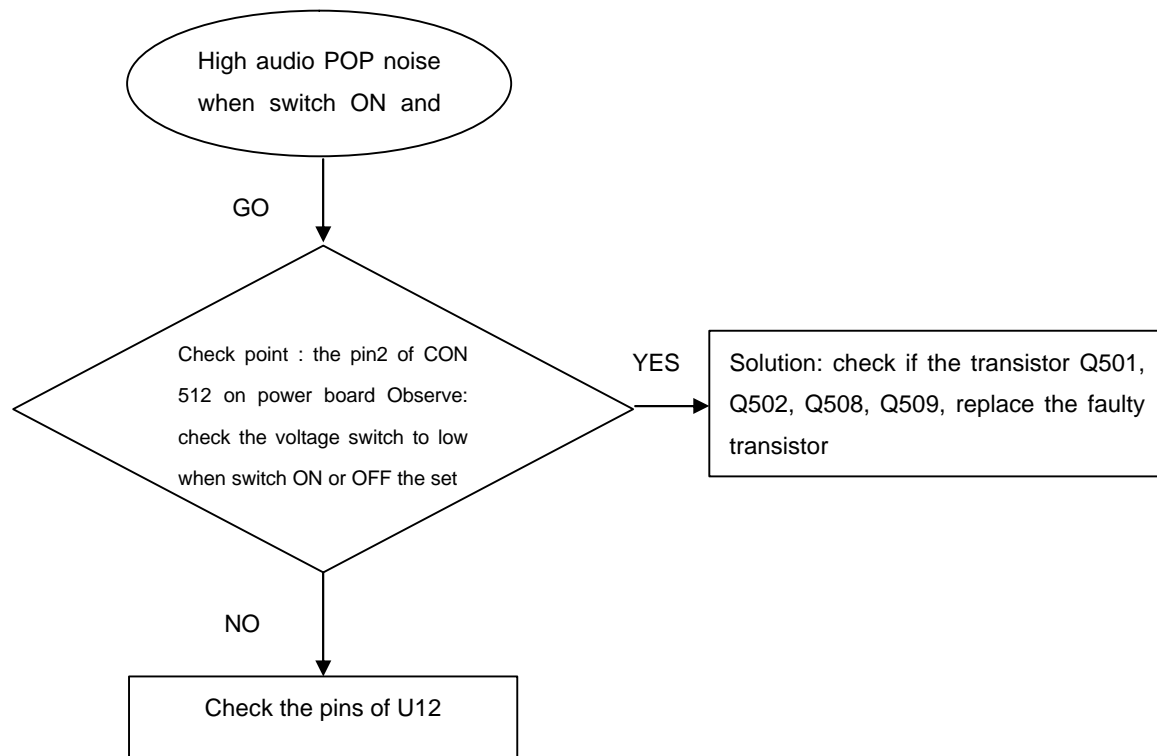 High audio POP noise
when switch ON and
GO
Check point : the pin2 of CON
512 on power board Observe:
check the voltage switch to low
when switch ON or OFF the set
YES
Solution: check if the transistor Q501,
Q502, Q508, Q509, replace the faulty
transistor
NO
Check the pins of U12